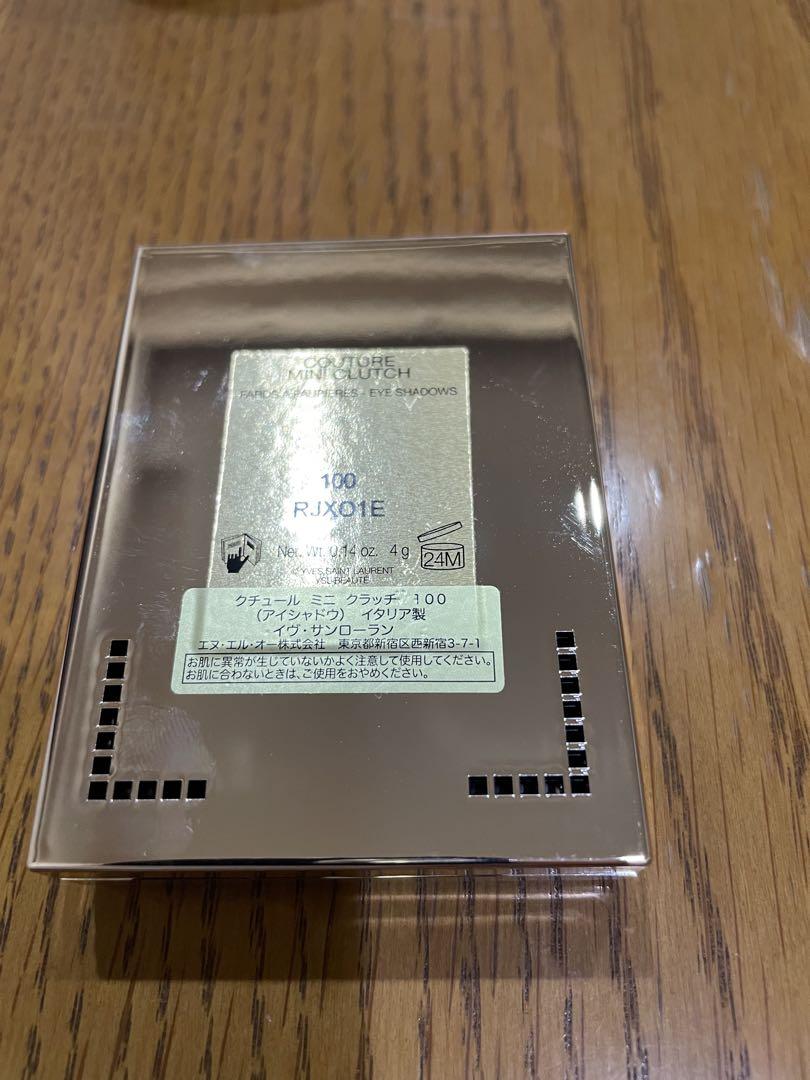 COUTURE
MINI CLUTCH
FARDS À PAUPIÈRES - EYE SHADOWS
100
RJXO1E
Net. Wt. 0.14 oz. 4 g
24M
© YVES SAINT LAURENT
YSL BEAUTÉ
クチュール ミニ クラッチ 100
(アイシャドウ) イタリア製
イヴ・サンローラン
エヌ・エル・オー株式会社 東京都新宿区西新宿3-7-1
お肌に異常が生じていないかよく注意して使用してください。
お肌に合わないときは、ご使用をおやめください。